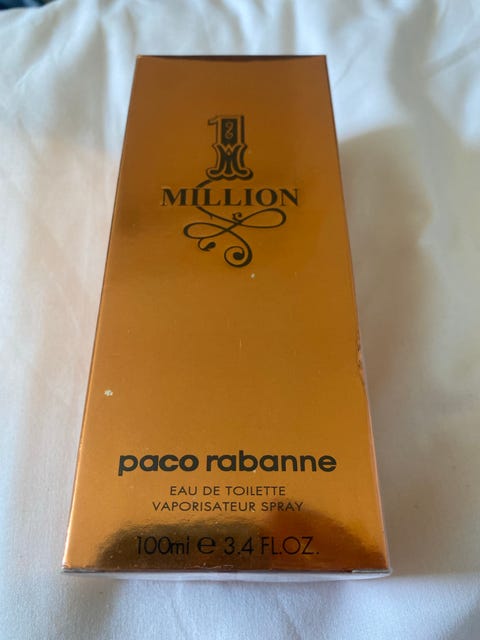 1
MILLION
paco rabanne
EAU DE TOILETTE
VAPORISATEUR SPRAY
100ml ℮ 3.4 FL.OZ.